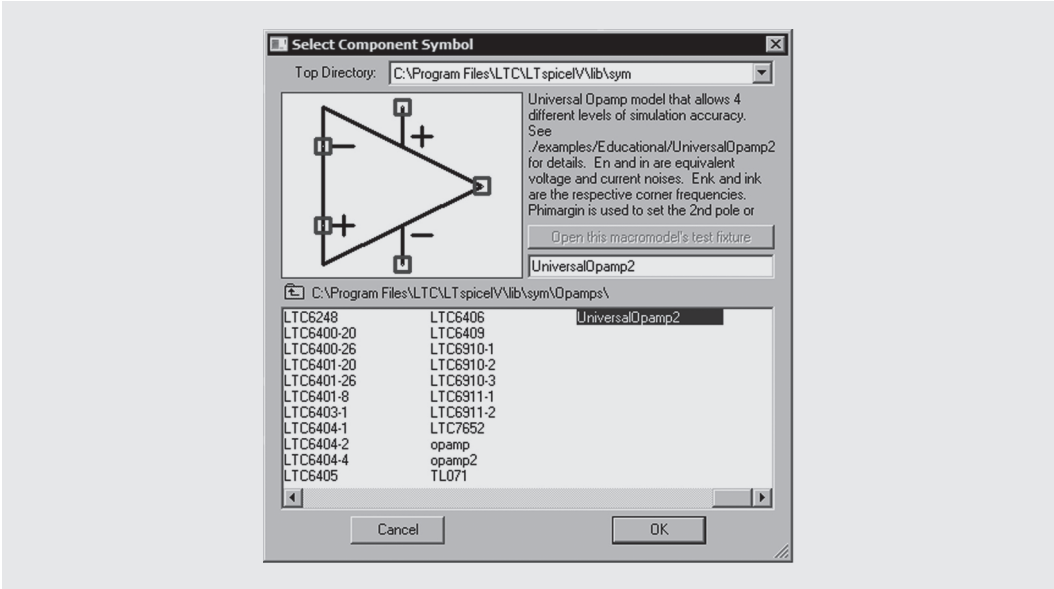 Select Component Symbol
Top Directory: C:\Program Files\LTC\LTspiceIV\lib\sym
Universal Opamp model that allows 4
different levels of simulation accuracy.
See
./examples/Educational/UniversalOpamp2
for details. En and in are equivalent
voltage and current noises. Enk and ink
are the respective corner frequencies.
Phimargin is used to set the 2nd pole or
Open this macromodel's test fixture
UniversalOpamp2
C:\Program Files\LTC\LTspiceIV\lib\sym\Opamps\
LTC6248 LTC6406 UniversalOpamp2
LTC6400-20 LTC6409
LTC6400-26 LTC6910-1
LTC6401-20 LTC6910-2
LTC6401-26 LTC6910-3
LTC6401-8 LTC6911-1
LTC6403-1 LTC6911-2
LTC6404-1 LTC7652
LTC6404-2 opamp
LTC6404-4 opamp2
LTC6405 TL071
Cancel OK